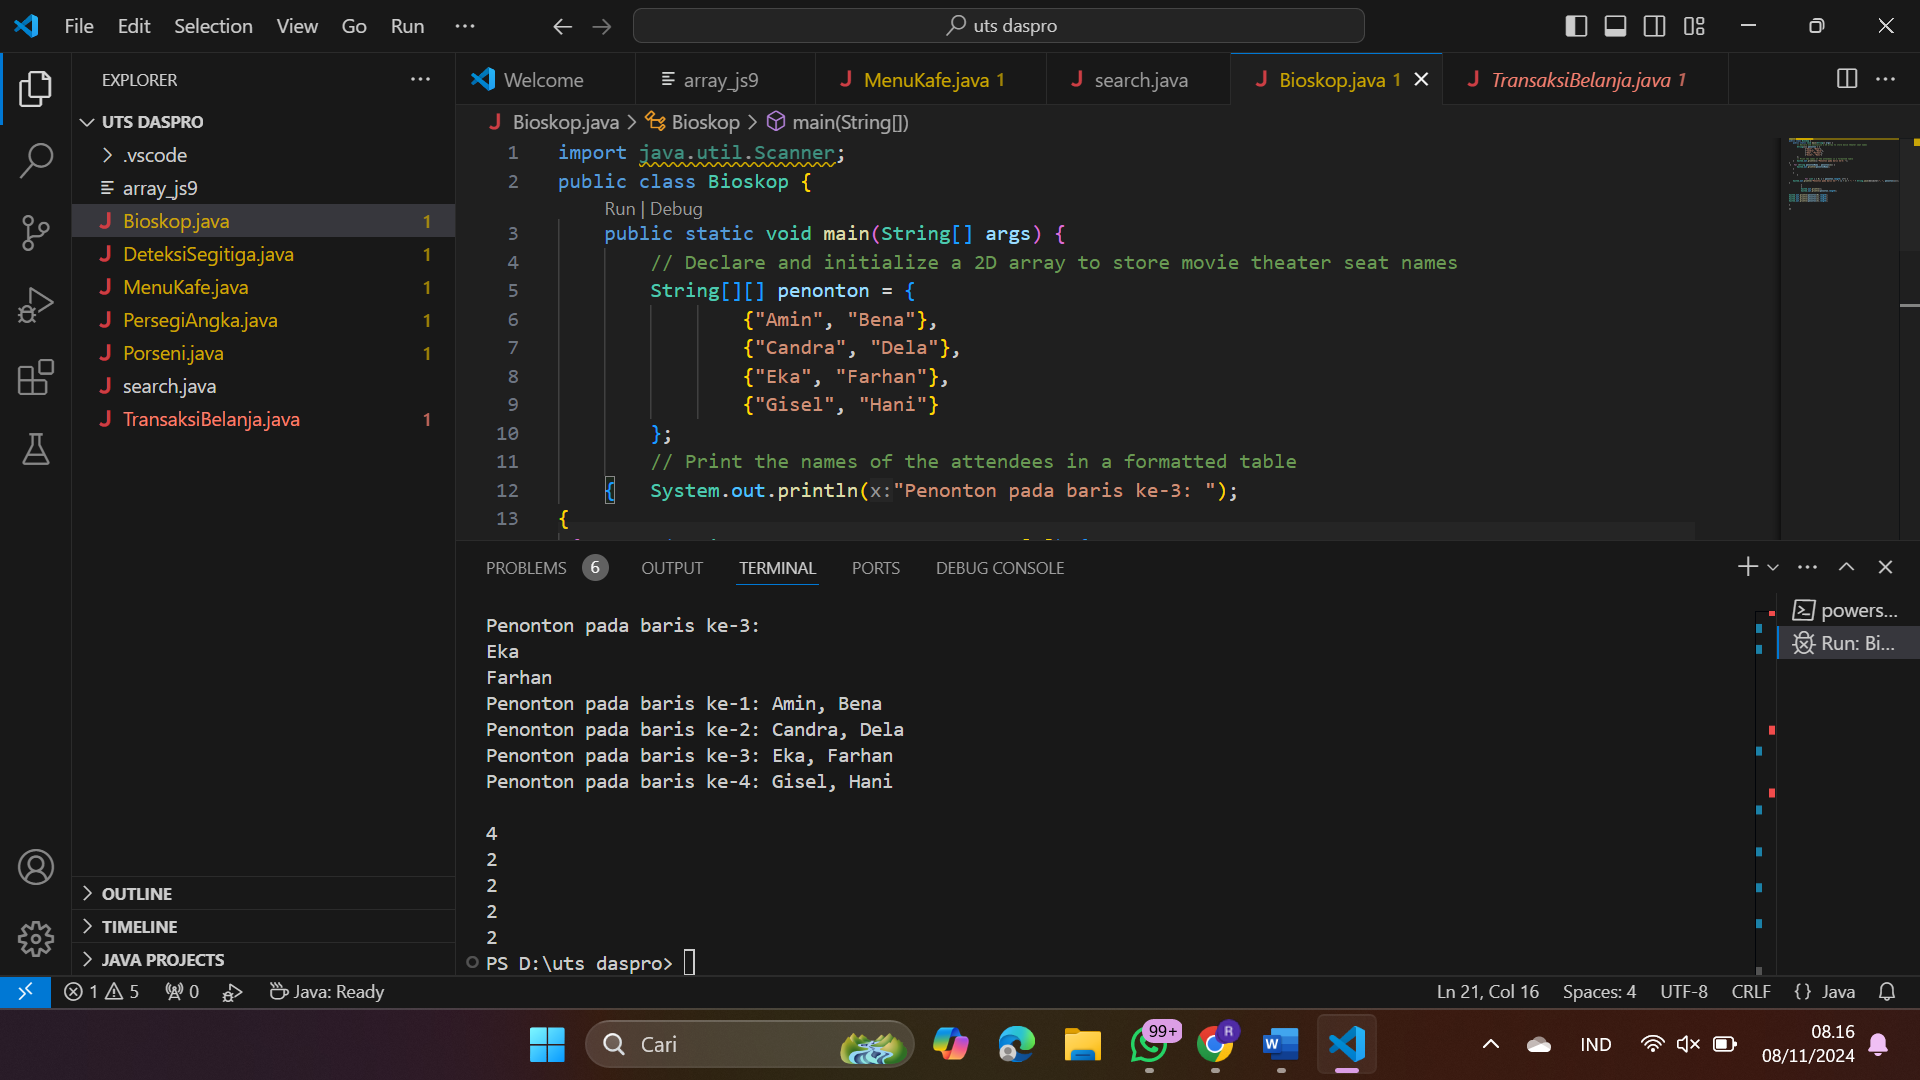 File Edit Selection View Go Run ··· uts daspro
EXPLORER ···
UTS DASPRO
.vscode
array_js9
Bioskop.java 1
DeteksiSegitiga.java 1
MenuKafe.java 1
PersegiAngka.java 1
Porseni.java 1
search.java
TransaksiBelanja.java 1
OUTLINE
TIMELINE
JAVA PROJECTS
Welcome array_js9 MenuKafe.java 1 search.java Bioskop.java 1 TransaksiBelanja.java 1
Bioskop.java > Bioskop > main(String[])
1 import java.util.Scanner;
2 public class Bioskop {
Run | Debug
3 public static void main(String[] args) {
4 // Declare and initialize a 2D array to store movie theater seat names
5 String[][] penonton = {
6 {"Amin", "Bena"},
7 {"Candra", "Dela"},
8 {"Eka", "Farhan"},
9 {"Gisel", "Hani"}
10 };
11 // Print the names of the attendees in a formatted table
12 { System.out.println(x:"Penonton pada baris ke-3: ");
13 {
PROBLEMS 6 OUTPUT TERMINAL PORTS DEBUG CONSOLE
Penonton pada baris ke-3:
Eka
Farhan
Penonton pada baris ke-1: Amin, Bena
Penonton pada baris ke-2: Candra, Dela
Penonton pada baris ke-3: Eka, Farhan
Penonton pada baris ke-4: Gisel, Hani
4
2
2
2
2
PS D:\uts daspro>
powers...
Run: Bi...
1 5 0 Java: Ready Ln 21, Col 16 Spaces: 4 UTF-8 CRLF {} Java
Cari 99+ R W IND 08.16
08/11/2024